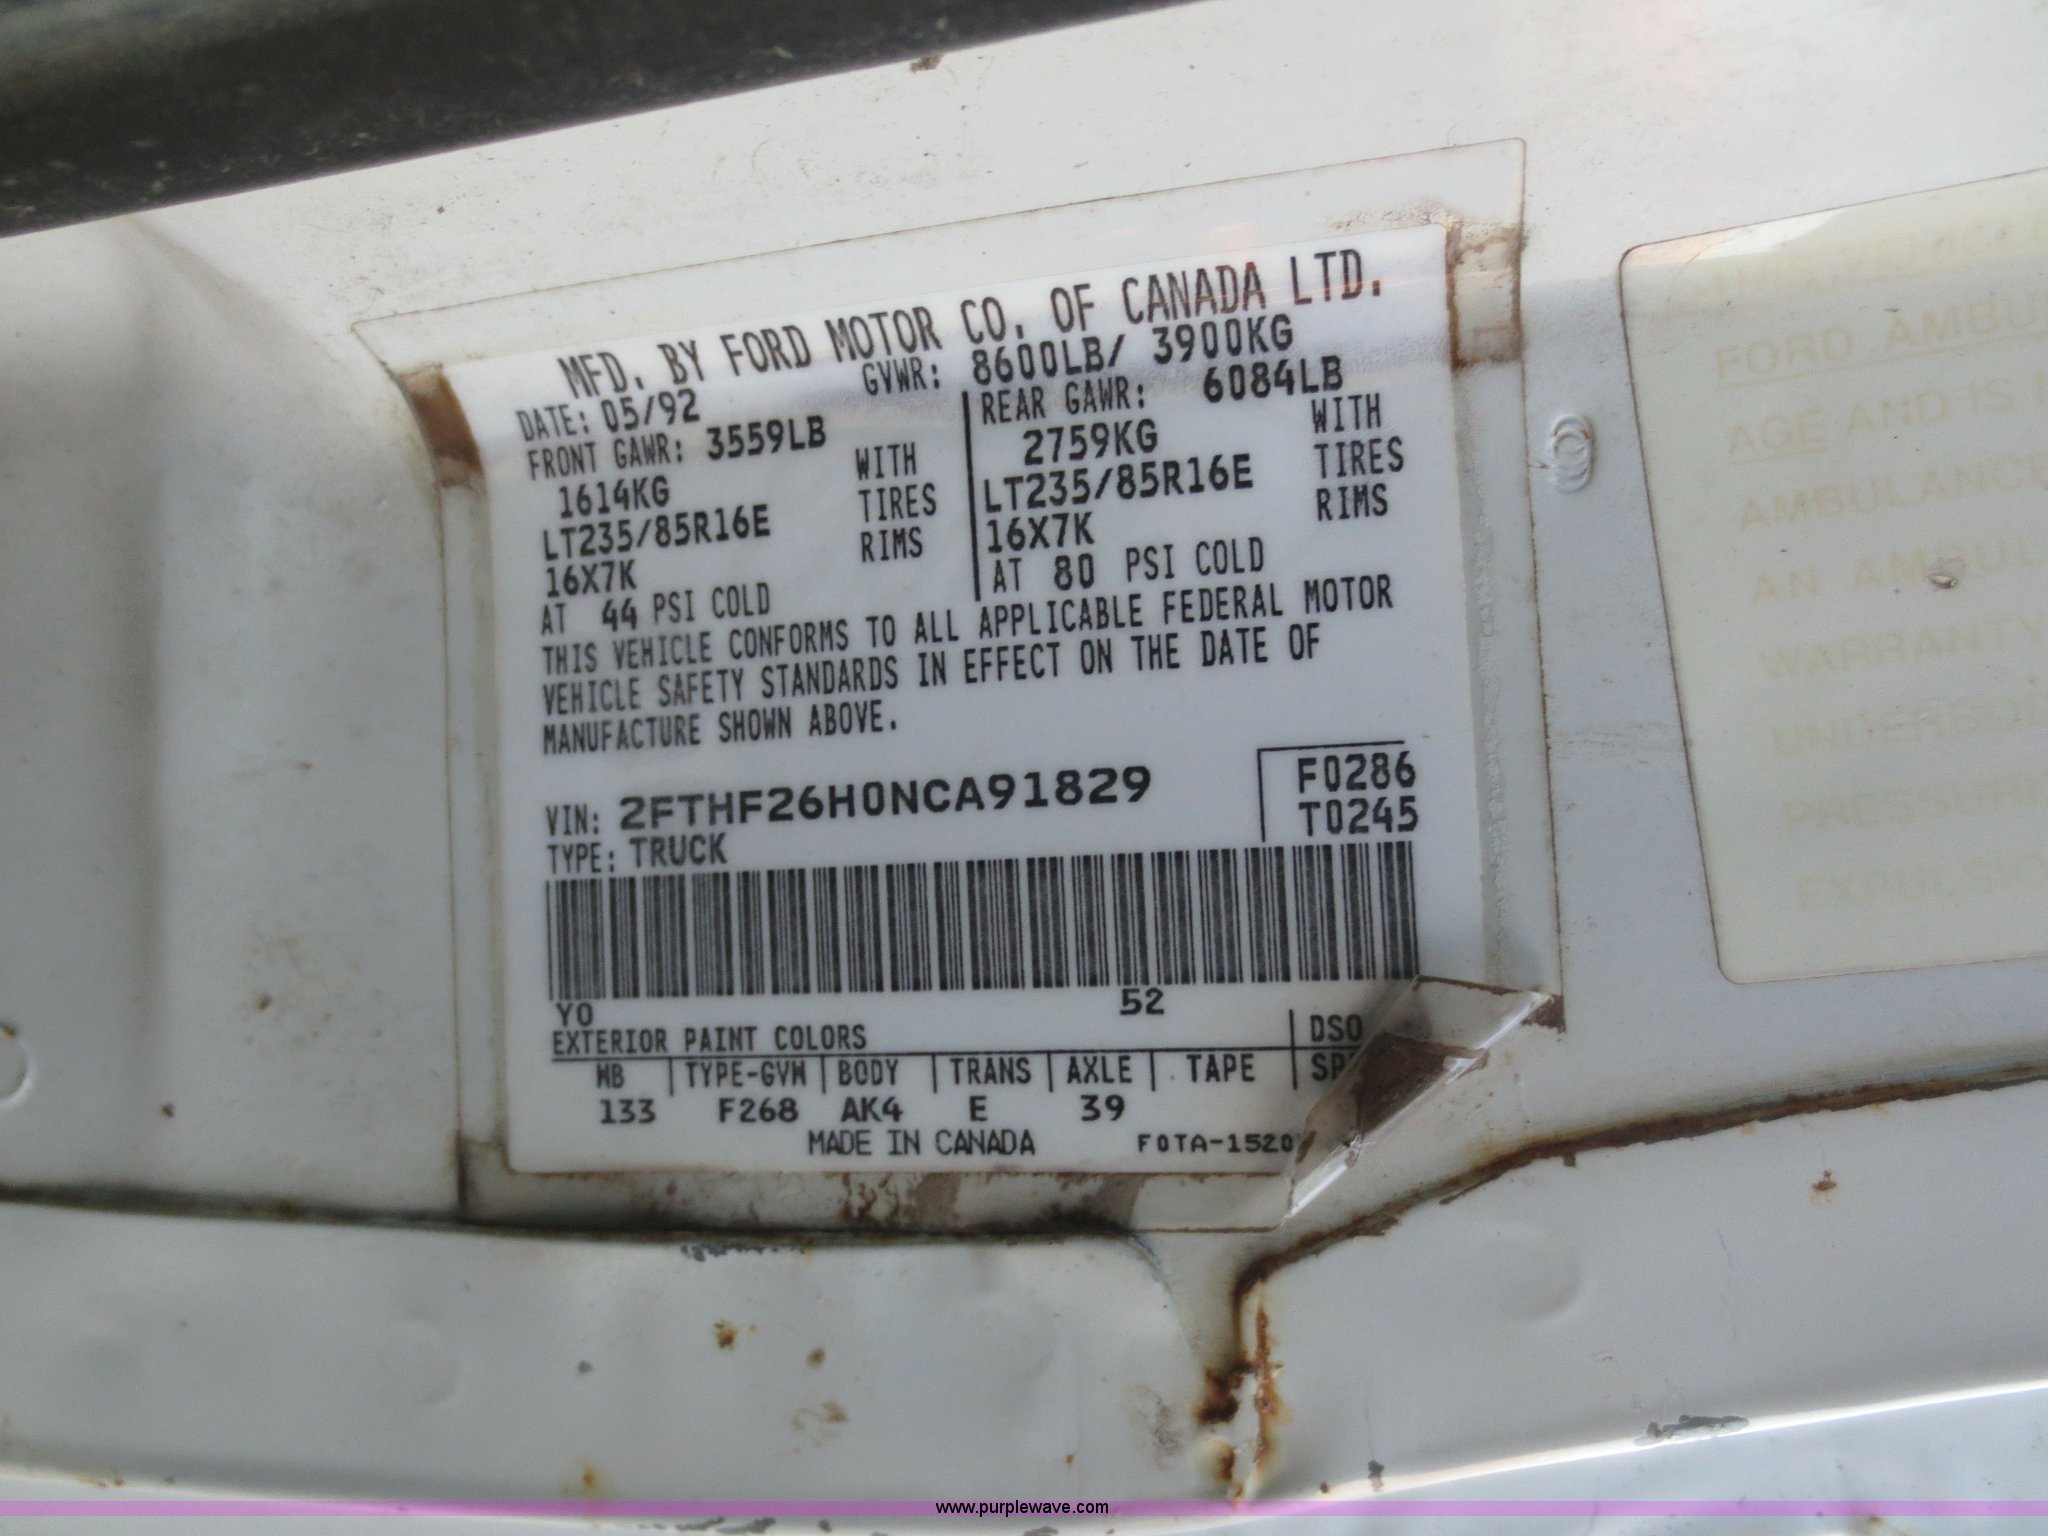 MFD. BY FORD MOTOR CO. OF CANADA LTD.
DATE: 05/92 GVWR: 8600LB/ 3900KG
FRONT GAWR: 3559LB
1614KG WITH
LT235/85R16E TIRES
16X7K RIMS
AT 44 PSI COLD
REAR GAWR: 6084LB
2759KG WITH
LT235/85R16E TIRES
16X7K RIMS
AT 80 PSI COLD
THIS VEHICLE CONFORMS TO ALL APPLICABLE FEDERAL MOTOR
VEHICLE SAFETY STANDARDS IN EFFECT ON THE DATE OF
MANUFACTURE SHOWN ABOVE.
VIN: 2FTHF26H0NCA91829
F0286
T0245
TYPE: TRUCK
YO 52
EXTERIOR PAINT COLORS DSO
WB TYPE-GVW BODY TRANS AXLE TAPE
133 F268 AK4 E 39
MADE IN CANADA F0TA-1520
FORD
AGE AND IS
AMBULANCE
AN
WARRANTY
www.purplewave.com